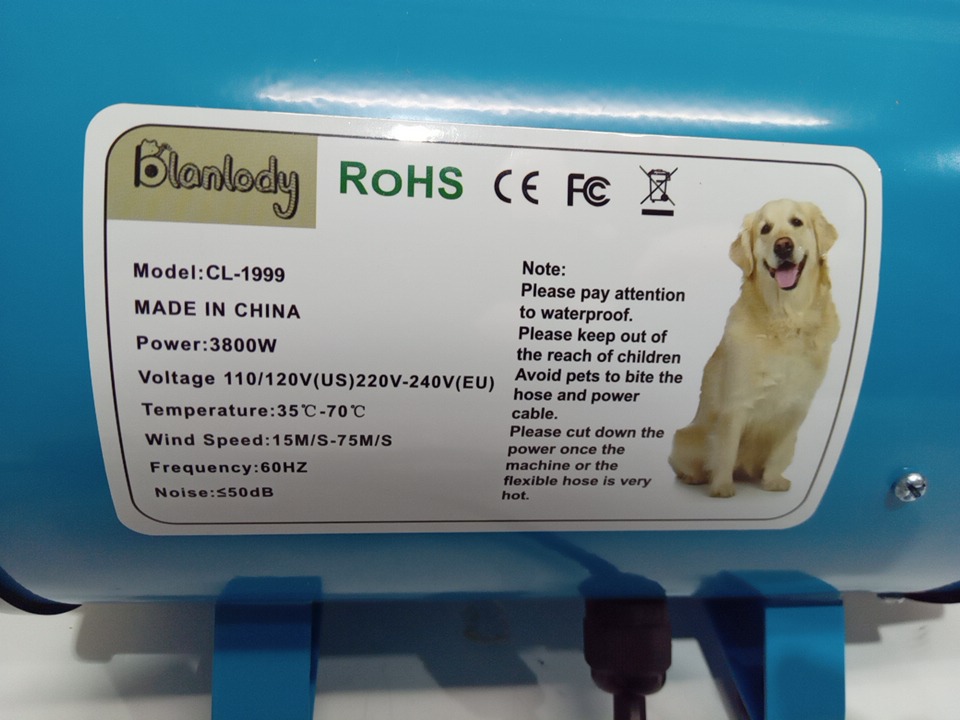 Blanlody
RoHS CE FC
Model:CL-1999
MADE IN CHINA
Power:3800W
Voltage 110/120V(US)220V-240V(EU)
Temperature:35℃-70℃
Wind Speed:15M/S-75M/S
Frequency:60HZ
Noise:≤50dB
Note:
Please pay attention
to waterproof.
Please keep out of
the reach of children
Avoid pets to bite the
hose and power
cable.
Please cut down the
power once the
machine or the
flexible hose is very
hot.